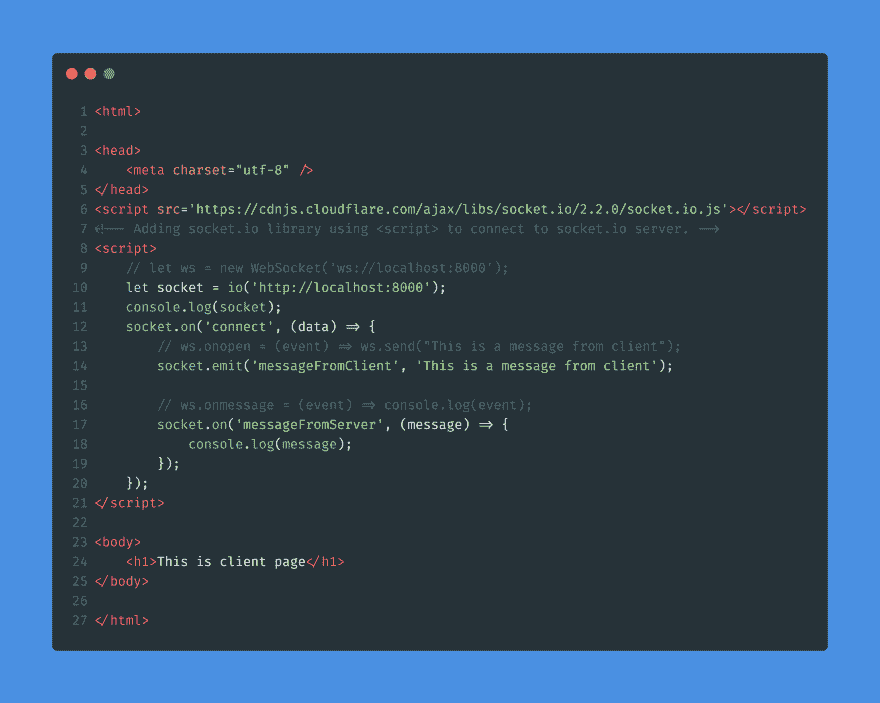 1 <html>
2
3 <head>
4     <meta charset="utf-8" />
5 </head>
6 <script src='https://cdnjs.cloudflare.com/ajax/libs/socket.io/2.2.0/socket.io.js'></script>
7 <!-- Adding socket.io library using <script> to connect to socket.io server. -->
8 <script>
9     // let ws = new WebSocket('ws://localhost:8000');
10     let socket = io('http://localhost:8000');
11     console.log(socket);
12     socket.on('connect', (data) => {
13         // ws.onopen = (event) => ws.send("This is a message from client");
14         socket.emit('messageFromClient', 'This is a message from client');
15
16         // ws.onmessage = (event) => console.log(event);
17         socket.on('messageFromServer', (message) => {
18             console.log(message);
19         });
20     });
21 </script>
22
23 <body>
24     <h1>This is client page</h1>
25 </body>
26
27 </html>